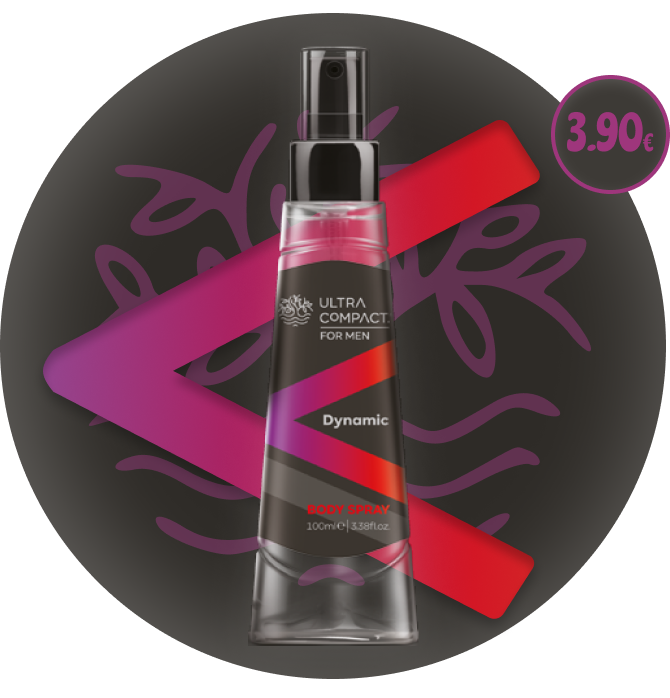 3.90€
ULTRA
COMPACT.
FOR MEN
Dynamic
BODY SPRAY
100ml℮|3.38fl.oz.